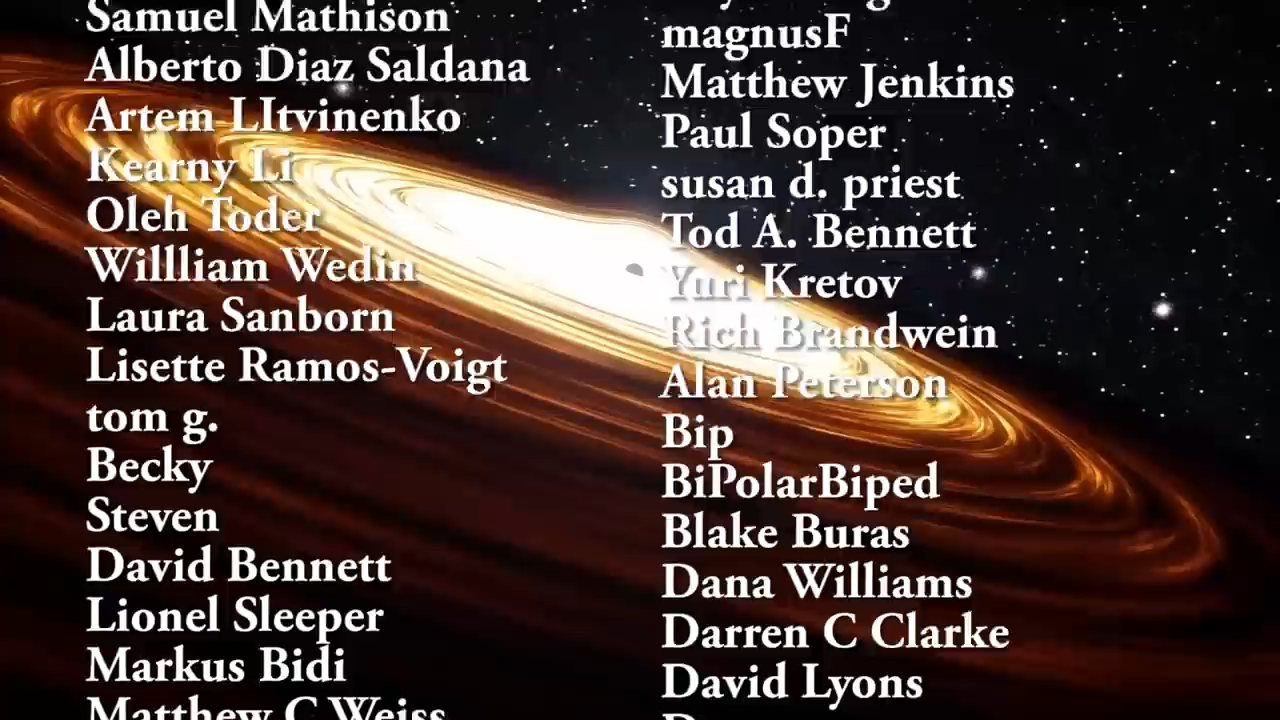 Samuel Mathison
Alberto Diaz Saldana
Artem LItvinenko
Kearny Li
Oleh Toder
Willliam Wedin
Laura Sanborn
Lisette Ramos-Voigt
tom g.
Becky
Steven
David Bennett
Lionel Sleeper
Markus Bidi
Matthew C Weiss
magnusF
Matthew Jenkins
Paul Soper
susan d. priest
Tod A. Bennett
Yuri Kretov
Rich Brandwein
Alan Peterson
Bip
BiPolarBiped
Blake Buras
Dana Williams
Darren C Clarke
David Lyons